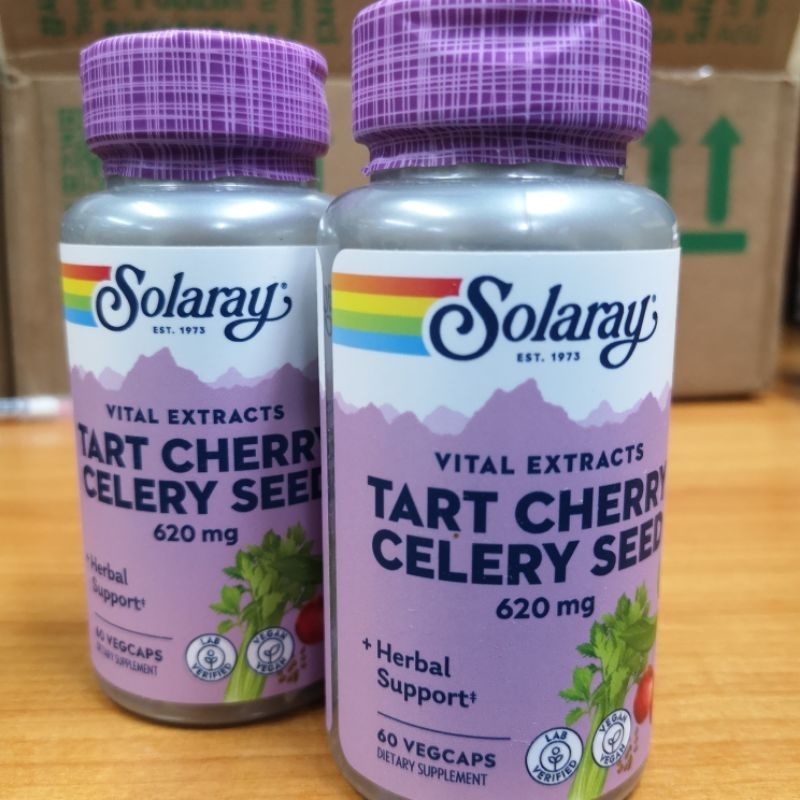 Solaray
EST. 1973
VITAL EXTRACTS
TART CHERRY
CELERY SEED
620 mg
+ Herbal
Support‡
60 VEGCAPS
DIETARY SUPPLEMENT
LAB
VERIFIED
VEGAN
VEGAN
Solaray®
EST. 1973
VITAL EXTRACTS
TART CHERRY
CELERY SEED
620 mg
+ Herbal
Support‡
60 VEGCAPS
DIETARY SUPPLEMENT
LAB
VERIFIED
VEGAN
VEGAN